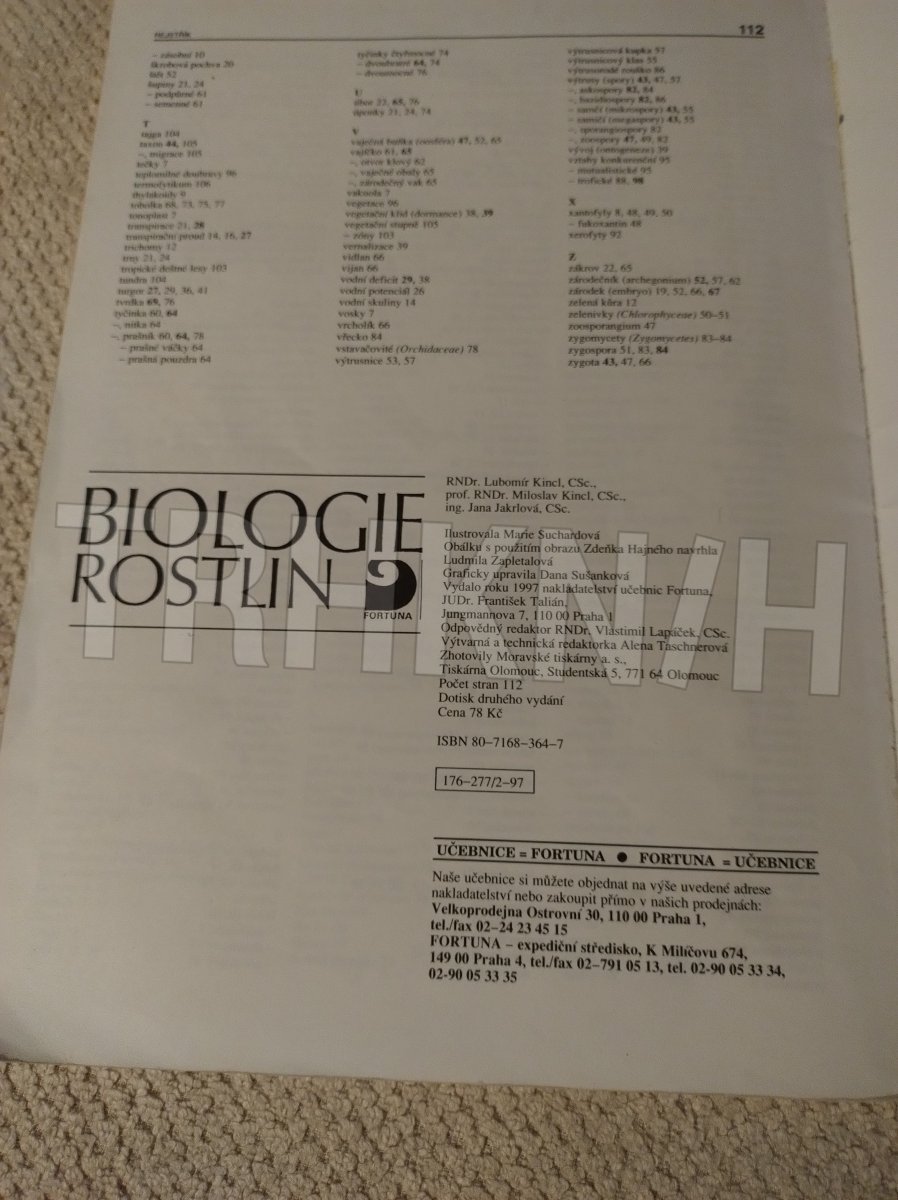 REJSTŘÍK
112
– zásobní 10
škrobová pochva 20
šíři 52
šupiny 21, 24
– podpůrné 61
– semenné 61
T
tajga 104
taxon 44, 105
–, migrace 105
tečky 7
teplomilné doubravy 96
termofytikum 106
thylakoidy 9
tobolka 68, 73, 75, 77
tonoplast 7
transpirace 21, 28
transpirační proud 14, 16, 27
trichomy 12
trny 21, 24
tropické deštné lesy 103
tundra 104
turgor 27, 29, 36, 41
tvrdka 69, 76
tyčinka 60, 64
–, nitka 64
–, prašník 60, 64, 78
– prašné váčky 64
– prašná pouzdra 64
tyčinky čtyřmocné 74
– dvoubratré 64, 74
– dvoumocné 76
U
úbor 22, 65, 76
úponky 21, 24, 74
V
vaječná buňka (oosféra) 47, 52, 65
vajíčko 61, 65
–, otvor klový 62
–, vaječné obaly 65
–, zárodečný vak 65
vakuola 7
vegetace 96
vegetační klid (dormance) 38, 39
vegetační stupně 105
– zóny 103
vernalizace 39
vidlan 66
vijan 66
vodní deficit 29, 38
vodní potenciál 26
vodní skuliny 14
vosky 7
vrcholík 66
vřecko 84
vstavačovité (Orchidaceae) 78
výtrusnice 53, 57
výtrusnicová kupka 57
výtrusnicový klas 55
výtrusorodé rouško 86
výtrusy (spory) 43, 47, 57
–, askospory 82, 84
–, bazidiospory 82, 86
– samčí (mikrospory) 43, 55
– samičí (megaspory) 43, 55
–, sporangiospory 82
–, zoospory 47, 49, 82
vývoj (ontogeneze) 39
vztahy konkurenční 95
– mutualistické 95
– trofické 88, 98
X
xantofyly 8, 48, 49, 50
– fukoxantin 48
xerofyty 92
Z
zákrov 22, 65
zárodečník (archegonium) 52, 57, 62
zárodek (embryo) 19, 52, 66, 67
zelená kůra 12
zelenivky (Chlorophyceae) 50–51
zoosporangium 47
zygomycety (Zygomycetes) 83–84
zygospora 51, 83, 84
zygota 43, 47, 66
BIOLOGIE
ROSTLIN
FORTUNA
RNDr. Lubomír Kincl, CSc.,
prof. RNDr. Miloslav Kincl, CSc.,
ing. Jana Jakrlová, CSc.
Ilustrovala Marie Suchardová
Obálku s použitím obrazu Zdeňka Hajného navrhla
Ludmila Zapletalová
Graficky upravila Dana Sušanková
Vydalo roku 1997 nakladatelství učebnic Fortuna,
JUDr. František Talián,
Jungmannova 7, 110 00 Praha 1
Odpovědný redaktor RNDr. Vlastimil Lapáček, CSc.
Výtvarná a technická redaktorka Alena Taschnerová
Zhotovily Moravské tiskárny a. s.,
Tiskárna Olomouc, Studentská 5, 771 64 Olomouc
Počet stran 112
Dotisk druhého vydání
Cena 78 Kč
ISBN 80–7168–364–7
176–277/2–97
UČEBNICE = FORTUNA ● FORTUNA = UČEBNICE
Naše učebnice si můžete objednat na výše uvedené adrese
nakladatelství nebo zakoupit přímo v našich prodejnách:
Velkoprodejna Ostrovní 30, 110 00 Praha 1,
tel./fax 02–24 23 45 15
FORTUNA – expediční středisko, K Milíčovu 674,
149 00 Praha 4, tel./fax 02–791 05 13, tel. 02-90 05 33 34,
02-90 05 33 35